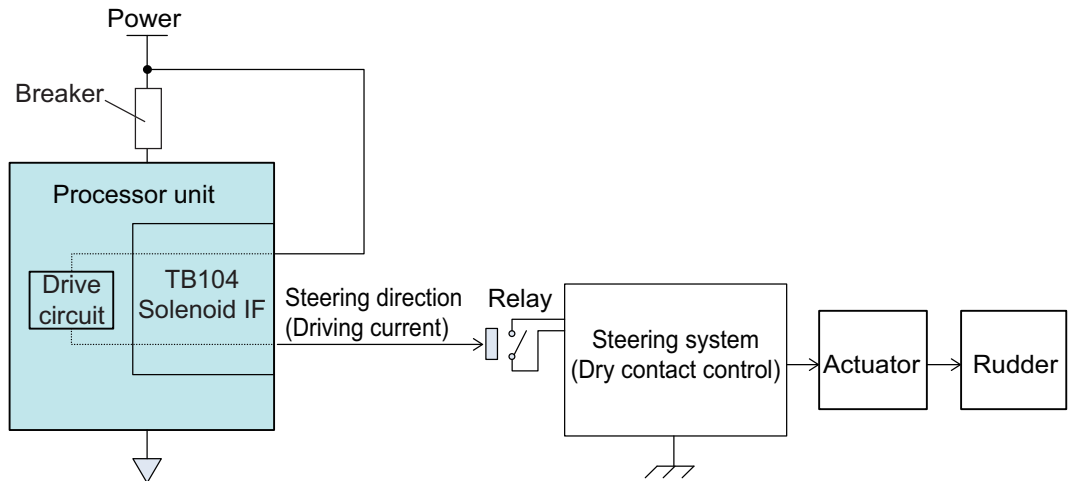 Power
Breaker
Processor unit
Drive
circuit
TB104
Solenoid IF
Steering direction
(Driving current)
Relay
Steering system
(Dry contact control)
Actuator
Rudder